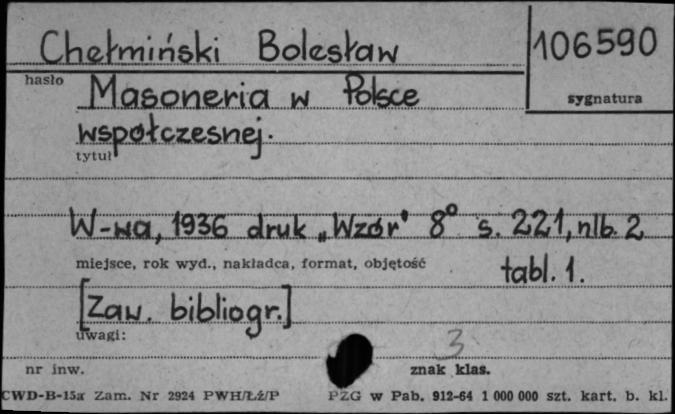 Chełmiński Bolesław
106590
hasło
sygnatura
Masoneria w Polsce
współczesnej.
tytuł
W-wa, 1936 druk „Wzór" 8° s. 221, nlb. 2
miejsce, rok wyd., nakładca, format, objętość
tabl. 1.
[Zaw. bibliogr.]
uwagi:
3
nr inw.
znak klas.
CWD-B-15a Zam. Nr 2924 PWH/Łź/P PZG w Pab. 912-64 1 000 000 szt. kart. b. kl.